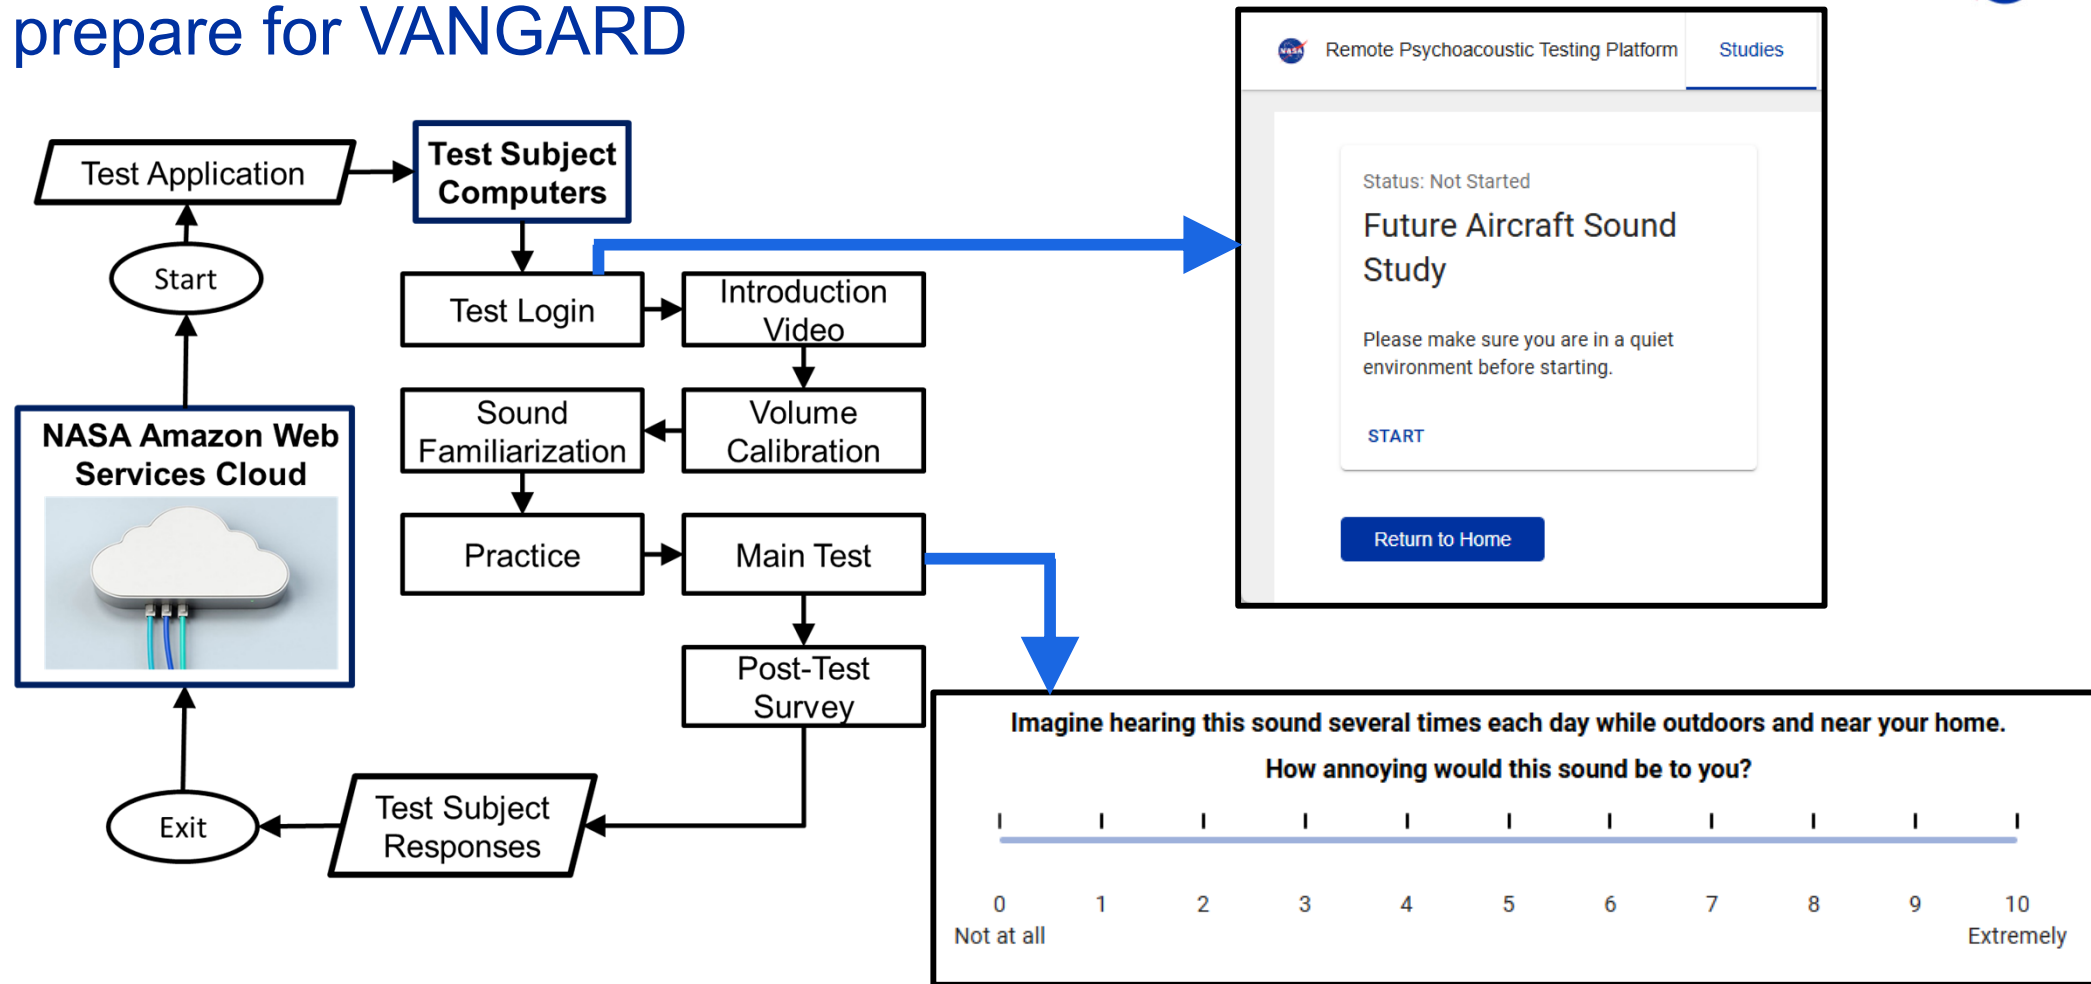 prepare for VANGARD
Test Application
Test Subject
Computers
Start
Test Login
Introduction
Video
Sound
Familiarization
Volume
Calibration
NASA Amazon Web
Services Cloud
Practice
Main Test
Post-Test
Survey
Test Subject
Responses
Exit
NASA
Remote Psychoacoustic Testing Platform
Studies
Status: Not Started
Future Aircraft Sound
Study
Please make sure you are in a quiet
environment before starting.
START
Return to Home
Imagine hearing this sound several times each day while outdoors and near your home.
How annoying would this sound be to you?
0 1 2 3 4 5 6 7 8 9 10
Not at all Extremely